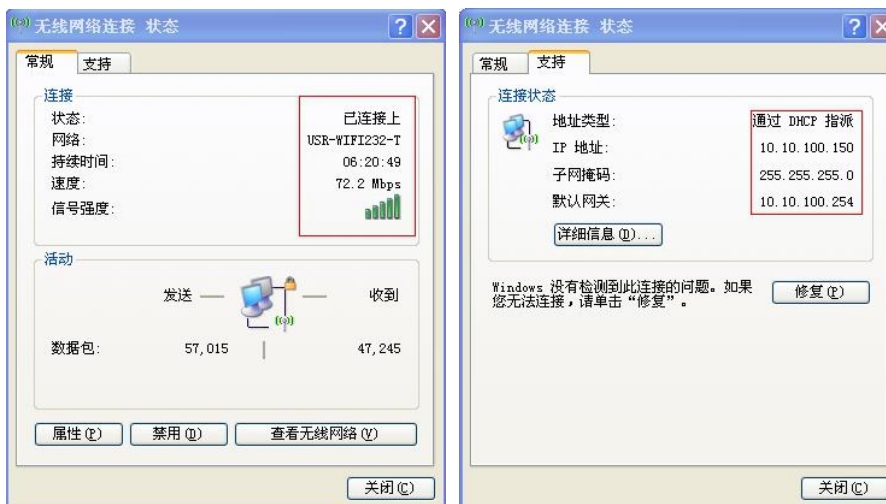 无线网络连接 状态
常规 支持
连接
状态: 已连接上
网络: USR-WIFI232-T
持续时间: 06:20:49
速度: 72.2 Mbps
信号强度:
活动
发送 — — 收到
数据包: 57,015 | 47,245
属性(P) 禁用(D) 查看无线网络(V)
关闭(C)
无线网络连接 状态
常规 支持
连接状态
地址类型: 通过 DHCP 指派
IP 地址: 10.10.100.150
子网掩码: 255.255.255.0
默认网关: 10.10.100.254
详细信息(D)...
Windows 没有检测到此连接的问题。如果
您无法连接，请单击“修复”。
修复(P)
关闭(C)